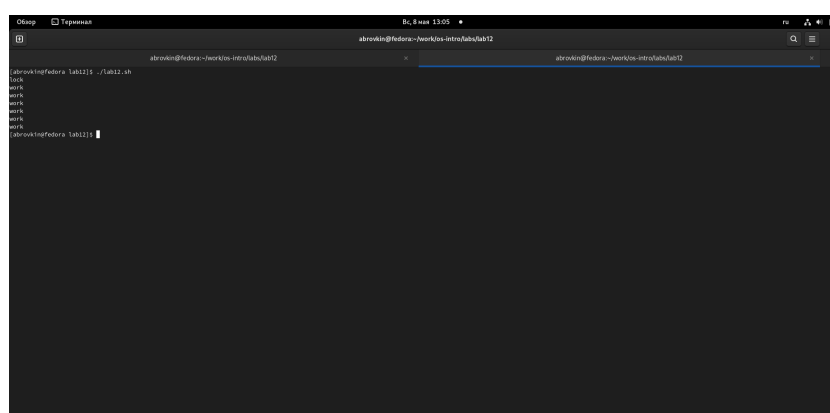 Обзор Терминал Вс, 8 мая 13:05 ru
abrovkin@fedora:~/work/os-intro/labs/lab12
abrovkin@fedora:~/work/os-intro/labs/lab12 × abrovkin@fedora:~/work/os-intro/labs/lab12 ×
[abrovkin@fedora lab12]$ ./lab12.sh
lock
work
work
work
work
work
work
[abrovkin@fedora lab12]$